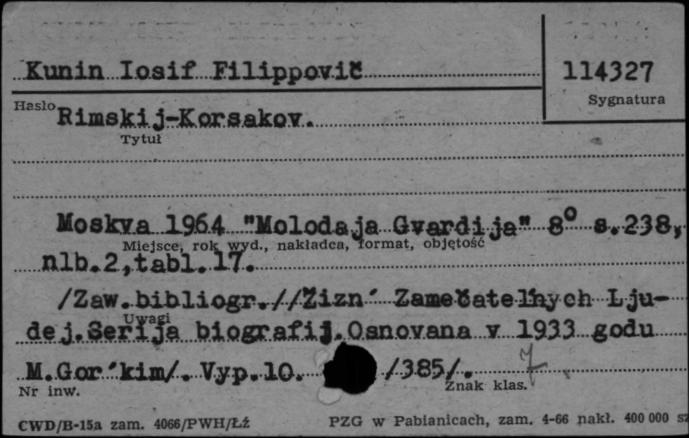 Kunin Iosif Filippovič
114327
Hasło
Sygnatura
Rimskij-Korsakov.
Tytuł
Moskva 1964 "Molodaja Gvardija" 8° s.238,
Miejsce, rok wyd., nakładca, format, objętość
nlb.2,tabl.17.
/Zaw.bibliogr.//Žizn´ Zamečatel´nych Lju-
Uwagi
dej.Serija biografij.Osnovana v 1933 godu
M.Gor´kim/. Vyp.10. /385/.
Nr inw.
Znak klas.
CWD/B-15a zam. 4066/PWH/Łź
PZG w Pabianicach, zam. 4-66 nakł. 400 000